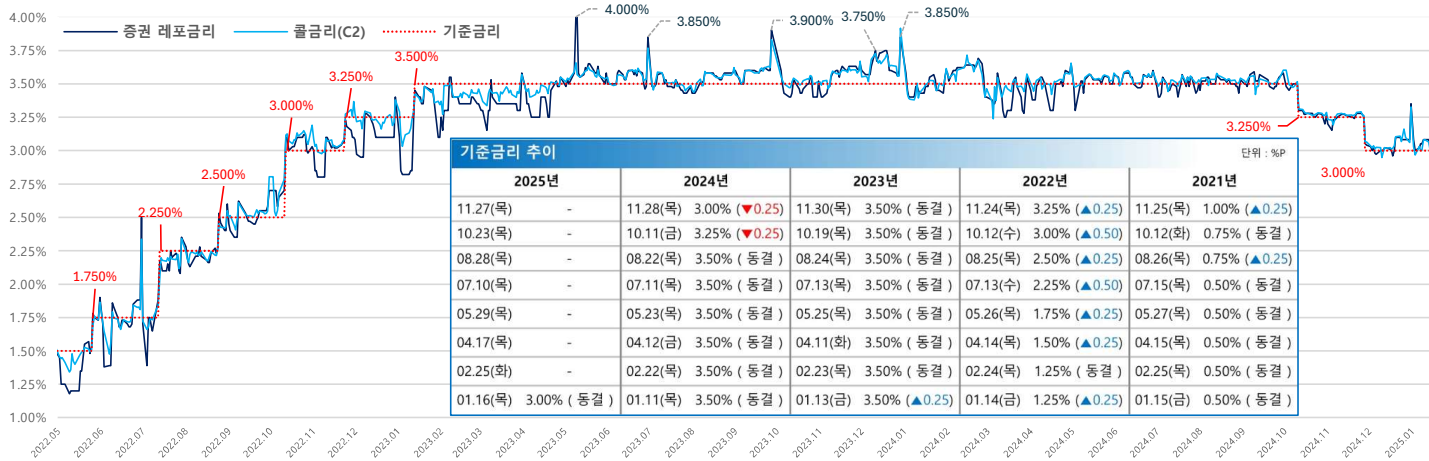 4.00%
3.75%
3.50%
3.25%
3.00%
2.75%
2.50%
2.25%
2.00%
1.75%
1.50%
1.25%
1.00%
증권 레포금리 콜금리(C2) 기준금리
1.750%
2.250%
2.500%
3.000%
3.250%
3.500%
4.000%
3.850%
3.900%
3.750%
3.850%
3.250%
3.000%
기준금리 추이 단위 : %P
2025년 2024년 2023년 2022년 2021년
11.27(목) - 11.28(목) 3.00% (▼0.25) 11.30(목) 3.50% ( 동결 ) 11.24(목) 3.25% (▲0.25) 11.25(목) 1.00% (▲0.25)
10.23(목) - 10.11(금) 3.25% (▼0.25) 10.19(목) 3.50% ( 동결 ) 10.12(수) 3.00% (▲0.50) 10.12(화) 0.75% ( 동결 )
08.28(목) - 08.22(목) 3.50% ( 동결 ) 08.24(목) 3.50% ( 동결 ) 08.25(목) 2.50% (▲0.25) 08.26(목) 0.75% (▲0.25)
07.10(목) - 07.11(목) 3.50% ( 동결 ) 07.13(목) 3.50% ( 동결 ) 07.13(수) 2.25% (▲0.50) 07.15(목) 0.50% ( 동결 )
05.29(목) - 05.23(목) 3.50% ( 동결 ) 05.25(목) 3.50% ( 동결 ) 05.26(목) 1.75% (▲0.25) 05.27(목) 0.50% ( 동결 )
04.17(목) - 04.12(금) 3.50% ( 동결 ) 04.11(화) 3.50% ( 동결 ) 04.14(목) 1.50% (▲0.25) 04.15(목) 0.50% ( 동결 )
02.25(화) - 02.22(목) 3.50% ( 동결 ) 02.23(목) 3.50% ( 동결 ) 02.24(목) 1.25% ( 동결 ) 02.25(목) 0.50% ( 동결 )
01.16(목) 3.00% ( 동결 ) 01.11(목) 3.50% ( 동결 ) 01.13(금) 3.50% (▲0.25) 01.14(금) 1.25% (▲0.25) 01.15(금) 0.50% ( 동결 )
2022.05 2022.06 2022.07 2022.08 2022.09 2022.10 2022.11 2022.12 2023.01 2023.02 2023.03 2023.04 2023.05 2023.06 2023.07 2023.08 2023.09 2023.10 2023.11 2023.12 2024.01 2024.02 2024.03 2024.04 2024.05 2024.06 2024.07 2024.08 2024.09 2024.10 2024.11 2024.12 2025.01